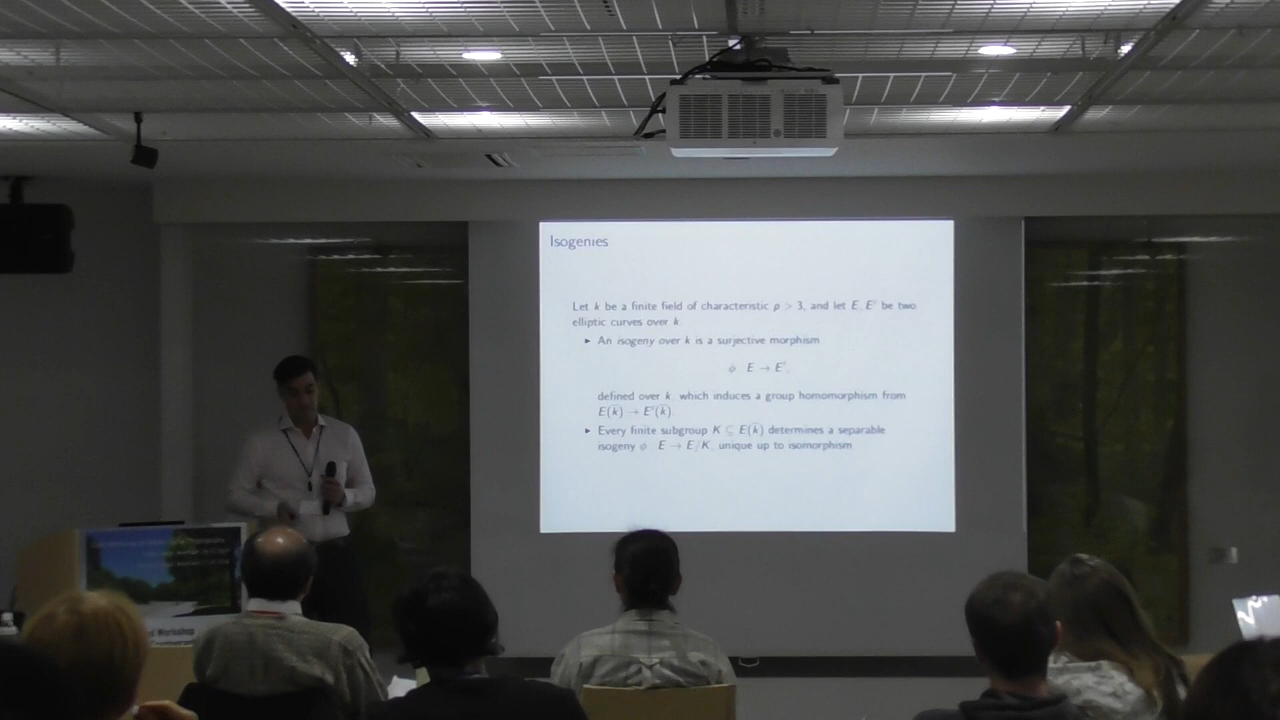 Isogenies
Let k be a finite field of characteristic p > 3, and let E, E' be two
elliptic curves over k.
▸ An isogeny over k is a surjective morphism
ϕ : E → E',
defined over k, which induces a group homomorphism from
E(k̄) → E'(k̄).
▸ Every finite subgroup K ⊆ E(k̄) determines a separable
isogeny ϕ : E → E/K, unique up to isomorphism
Workshop